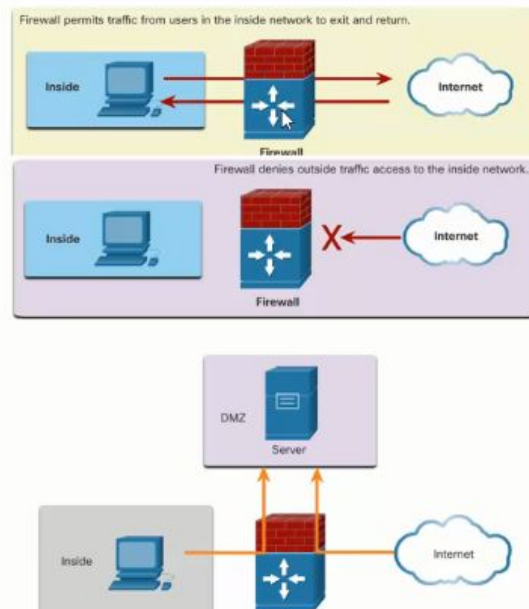 Firewall permits traffic from users in the inside network to exit and return.
Inside
Internet
Firewall
Firewall denies outside traffic access to the inside network.
Inside
Internet
Firewall
DMZ
Server
Inside
Internet